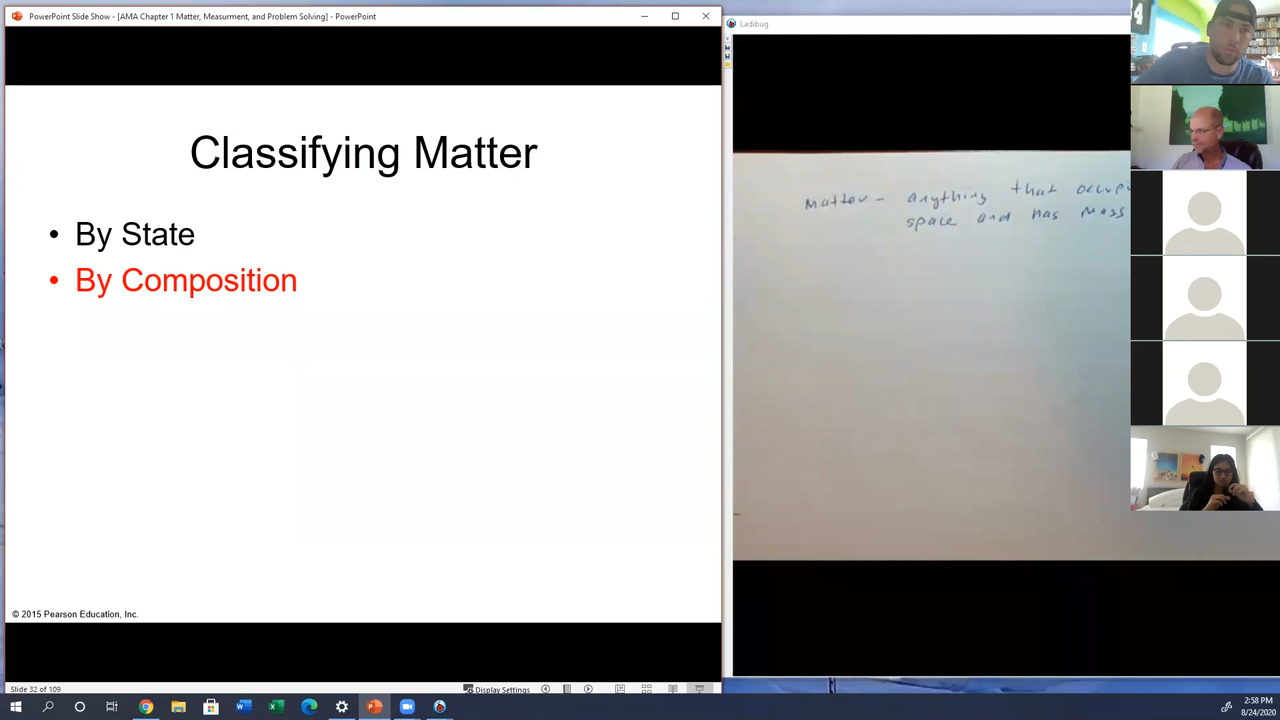 PowerPoint Slide Show - [AMA Chapter 1 Matter, Measurment, and Problem Solving] - PowerPoint
Classifying Matter
• By State
• By Composition
© 2015 Pearson Education, Inc.
Slide 32 of 109
Display Settings
Ladibug
Matter - anything that occup
space and has mass
4
2:58 PM
8/24/2020